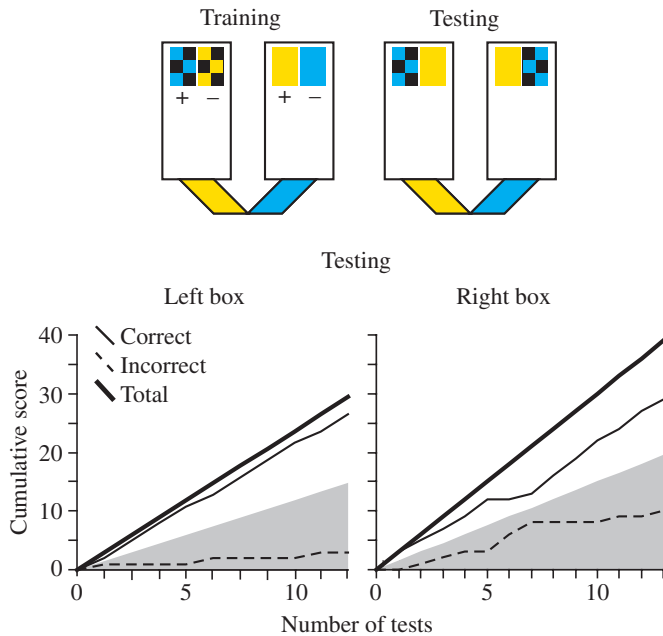 Training
Testing
+ − + −
Testing
Left box
Right box
Correct
Incorrect
Total
Cumulative score
40
30
20
10
0
0 5 10
0 5 10
Number of tests